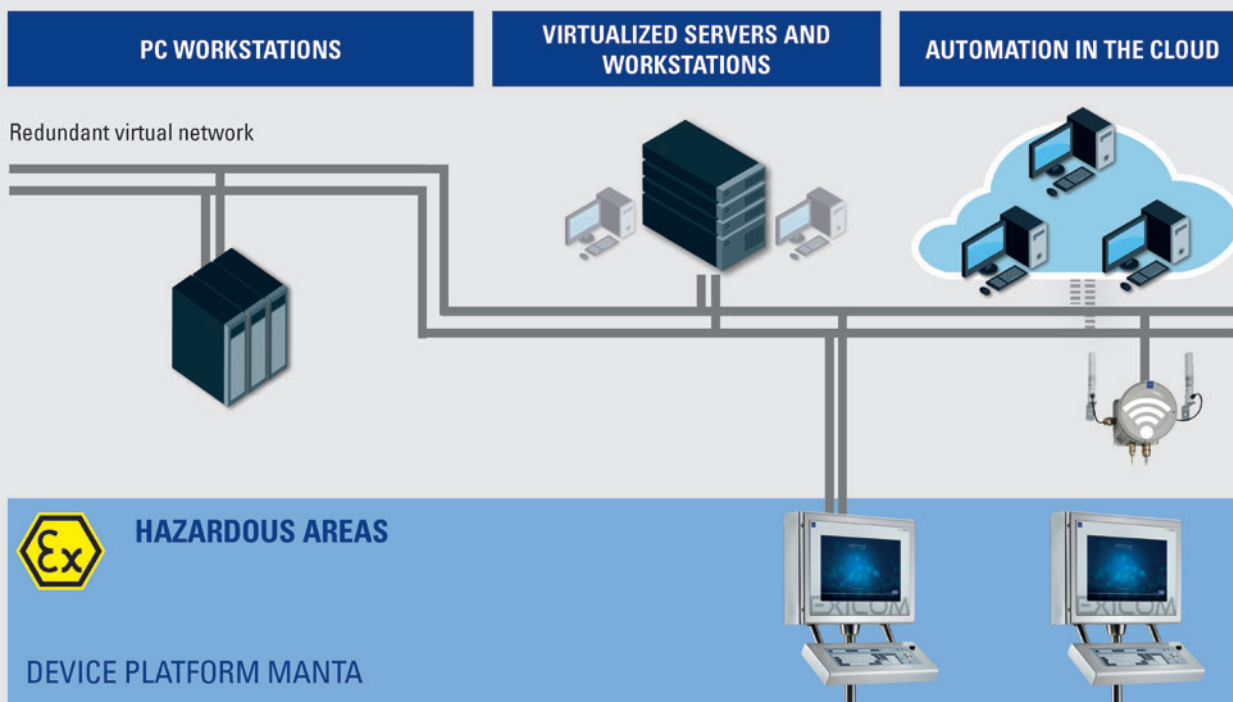 PC WORKSTATIONS
VIRTUALIZED SERVERS AND
WORKSTATIONS
AUTOMATION IN THE CLOUD
Redundant virtual network
Ex
HAZARDOUS AREAS
EXICOM
EXICOM
DEVICE PLATFORM MANTA